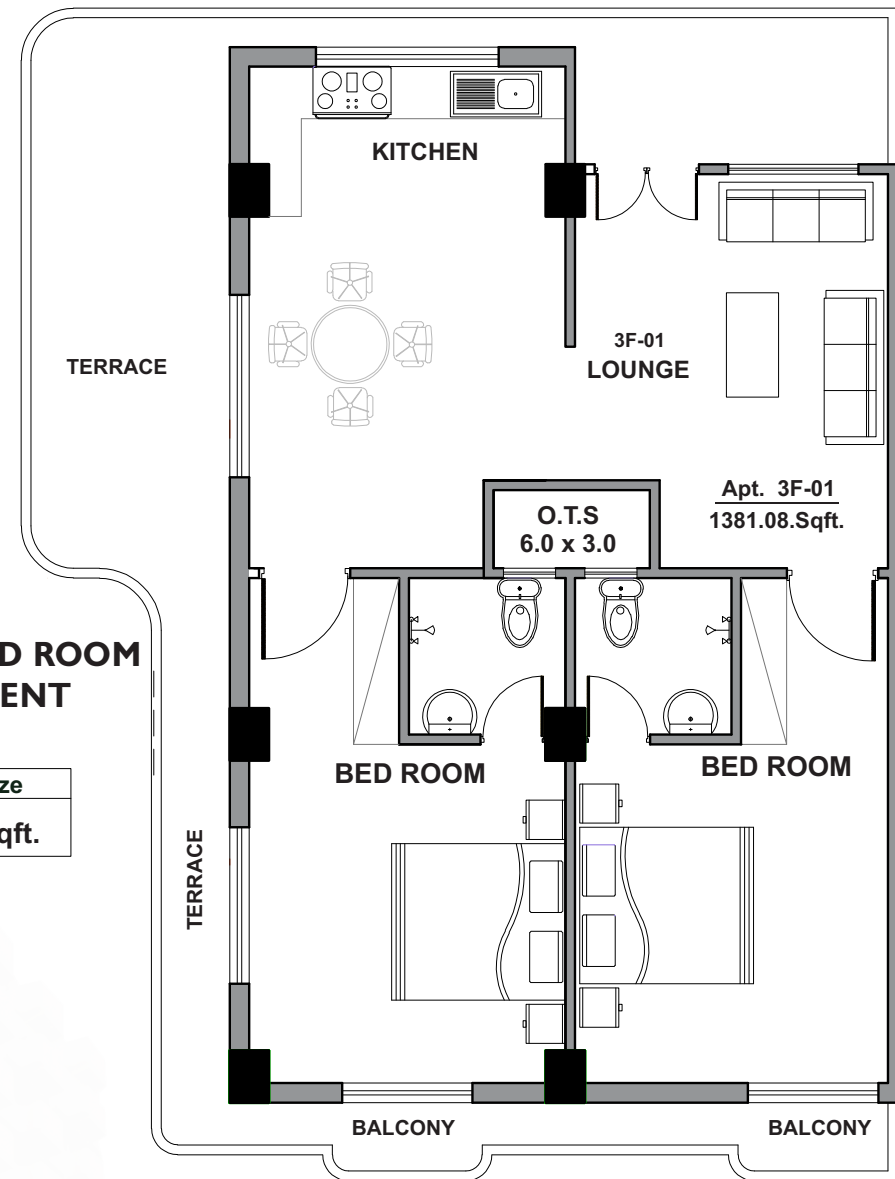 KITCHEN
TERRACE
3F-01
LOUNGE
Apt. 3F-01
1381.08.Sqft.
O.T.S
6.0 x 3.0
D ROOM
ENT
ze
qft.
BED ROOM
BED ROOM
TERRACE
BALCONY
BALCONY